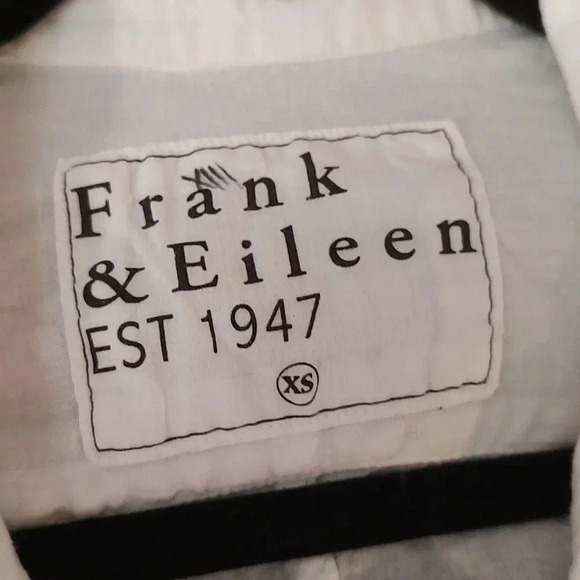 Frank
& Eileen
EST 1947
XS